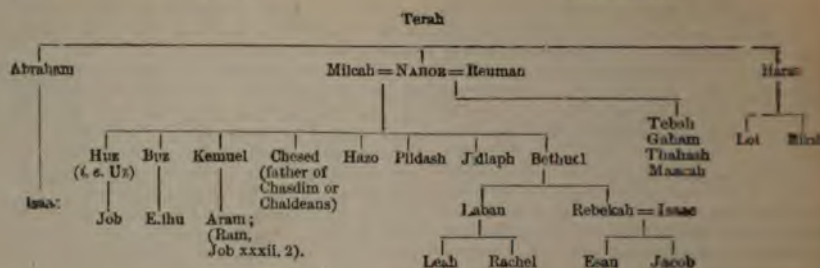 Terah
Abraham Milcah = NAHOR = Reuman Haran
Tebah
Gaham
Thahash
Maacah
Lot
Huz Buz Kemuel Chesed Hazo Pildash Jidlaph Bethuel
(i. e. Uz) (father of
Chasdim or
Chaldeans)
Isaac
Job Elihu Aram;
(Ram,
Job xxxii, 2).
Laban Rebekah = Isaac
Leah Rachel Esau Jacob